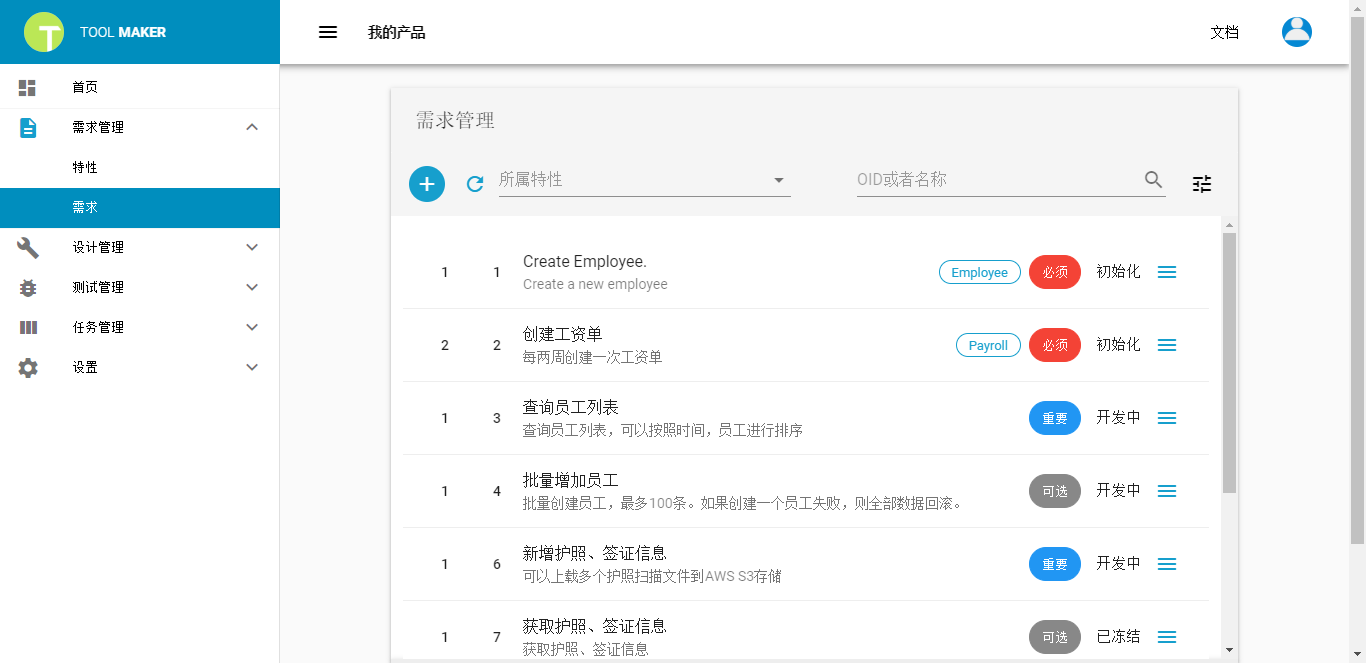 TOOL MAKER
我的产品
文档
首页
需求管理
特性
需求
设计管理
测试管理
任务管理
设置
需求管理
所属特性
OID或者名称
1 1 Create Employee. Employee 必须 初始化
Create a new employee
2 2 创建工资单 Payroll 必须 初始化
每两周创建一次工资单
1 3 查询员工列表 重要 开发中
查询员工列表，可以按照时间，员工进行排序
1 4 批量增加员工 可选 开发中
批量创建员工，最多100条。如果创建一个员工失败，则全部数据回滚。
1 6 新增护照、签证信息 重要 开发中
可以上载多个护照扫描文件到AWS S3存储
1 7 获取护照、签证信息 可选 已冻结
获取护照、签证信息